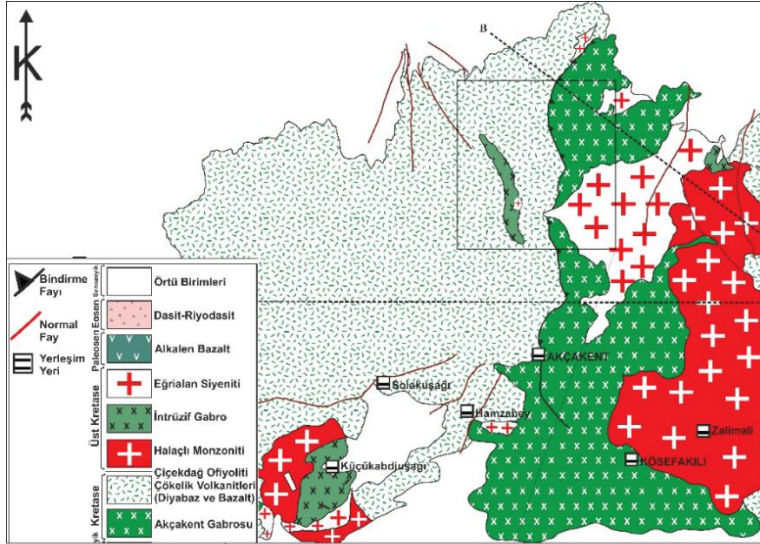 B
K
AKÇAKENT
Solakuşağı
Hamzabey
Zalimali
Küçükabdiuşağı
KÖSEFAKILI
Bindirme
Fayı
Normal
Fay
Yerleşim
Yeri
Örtü Birimleri
Eosen
Dasit-Riyodasit
Paleosen
Alkalen Bazalt
Üst Kretase
Eğrialan Siyeniti
İntrüzif Gabro
Halaçlı Monzoniti
Kretase
Çiçekdağ Ofiyoliti
Çökelik Volkanitleri
(Diyabaz ve Bazalt)
Akçakent Gabrosu